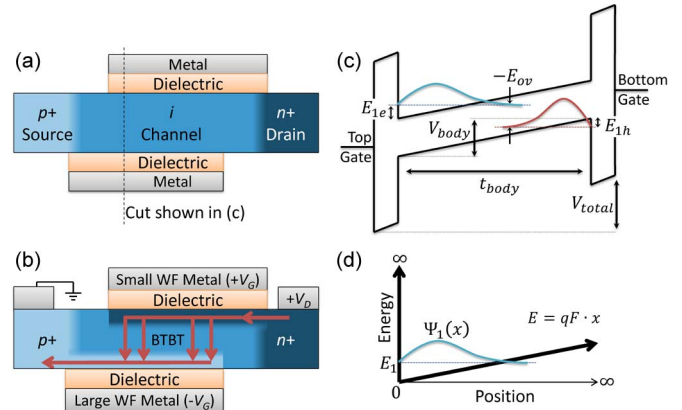 (a)
Metal
Dielectric
p+
Source
i
Channel
n+
Drain
Dielectric
Metal
Cut shown in (c)
(b)
Small WF Metal (+V_G)
Dielectric
+V_D
p+
BTBT
n+
Dielectric
Large WF Metal (-V_G)
(c)
−E_ov
Bottom
Gate
E_1e
V_body
E_1h
Top
Gate
t_body
V_total
(d)
∞
Energy
Ψ_1(x)
E = qF · x
E_1
0
Position
∞